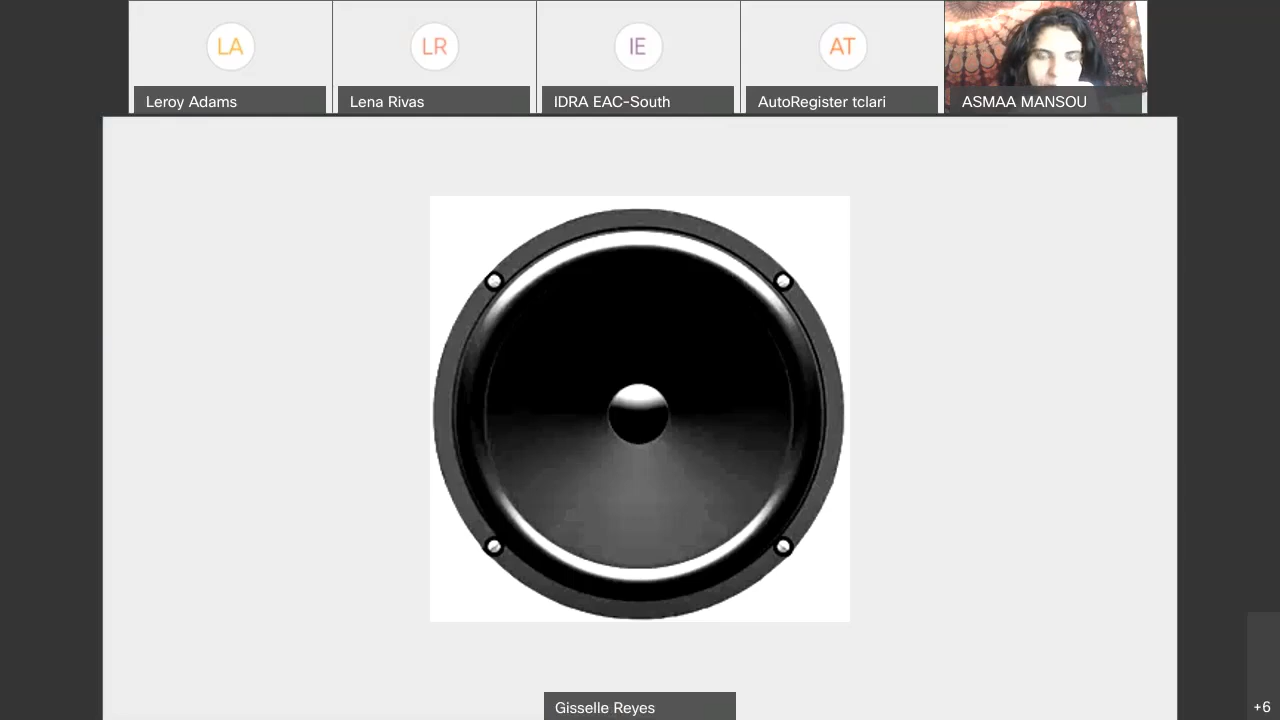 LA
LR
IE
AT
Leroy Adams
Lena Rivas
IDRA EAC-South
AutoRegister tclari
ASMAA MANSOU
Gisselle Reyes
+6